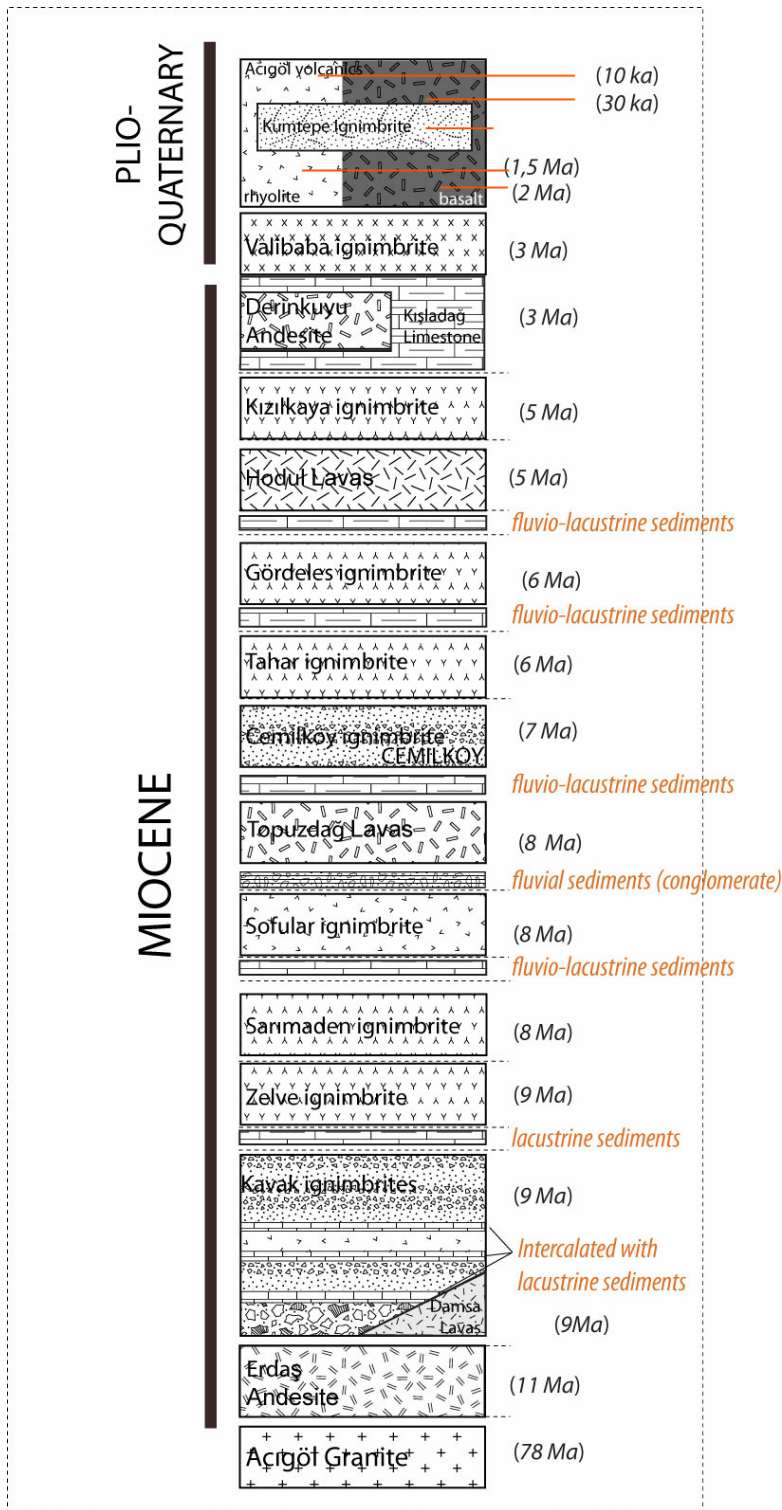 PLIO-
QUATERNARY
Acıgöl volcanics
(10 ka)
(30 ka)
Kumtepe Ignimbrite
(1,5 Ma)
rhyolite
basalt
(2 Ma)
Valibaba ignimbrite
(3 Ma)
MIOCENE
Derinkuyu
Andesite
Kışladağ
Limestone
(3 Ma)
Kızılkaya ignimbrite
(5 Ma)
Hoduł Lavas
(5 Ma)
fluvio-lacustrine sediments
Gördeles ignimbrite
(6 Ma)
fluvio-lacustrine sediments
Tahar ignimbrite
(6 Ma)
Cemilköy ignimbrite
CEMILKOY
(7 Ma)
fluvio-lacustrine sediments
Topuzdağ Lavas
(8 Ma)
fluvial sediments (conglomerate)
Sofular ignimbrite
(8 Ma)
fluvio-lacustrine sediments
Sarımaden ignimbrite
(8 Ma)
Zelve ignimbrite
(9 Ma)
lacustrine sediments
Kavak ignimbrites
(9 Ma)
Intercalated with
lacustrine sediments
Damsa
Lavas
(9Ma)
Erdaş
Andesite
(11 Ma)
Acıgöl Granite
(78 Ma)